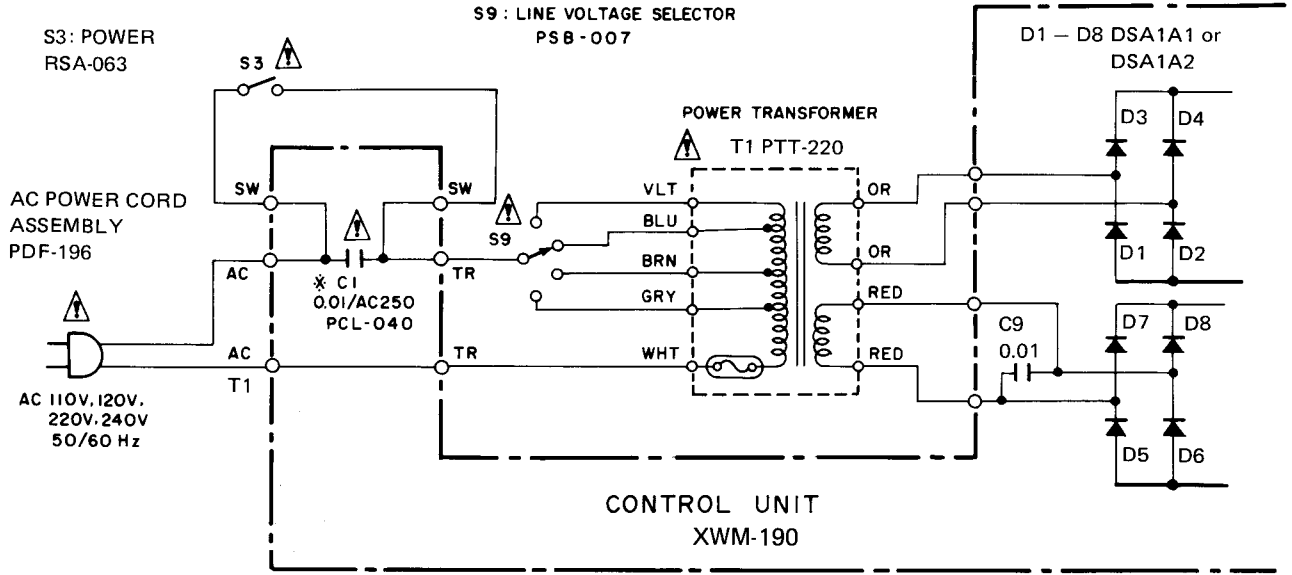 S9 : LINE VOLTAGE SELECTOR
PSB-007
S3: POWER
RSA-063
S3
D1 – D8 DSA1A1 or
DSA1A2
POWER TRANSFORMER
T1 PTT-220
D3
D4
D1
D2
AC POWER CORD
ASSEMBLY
PDF-196
SW
SW
AC
※ C1
0.01/AC250
PCL-040
TR
S9
VLT
BLU
BRN
GRY
WHT
OR
OR
RED
RED
C9
0.01
D7
D8
D5
D6
AC
T1
TR
AC 110V, 120V,
220V, 240V
50/60 Hz
CONTROL UNIT
XWM-190